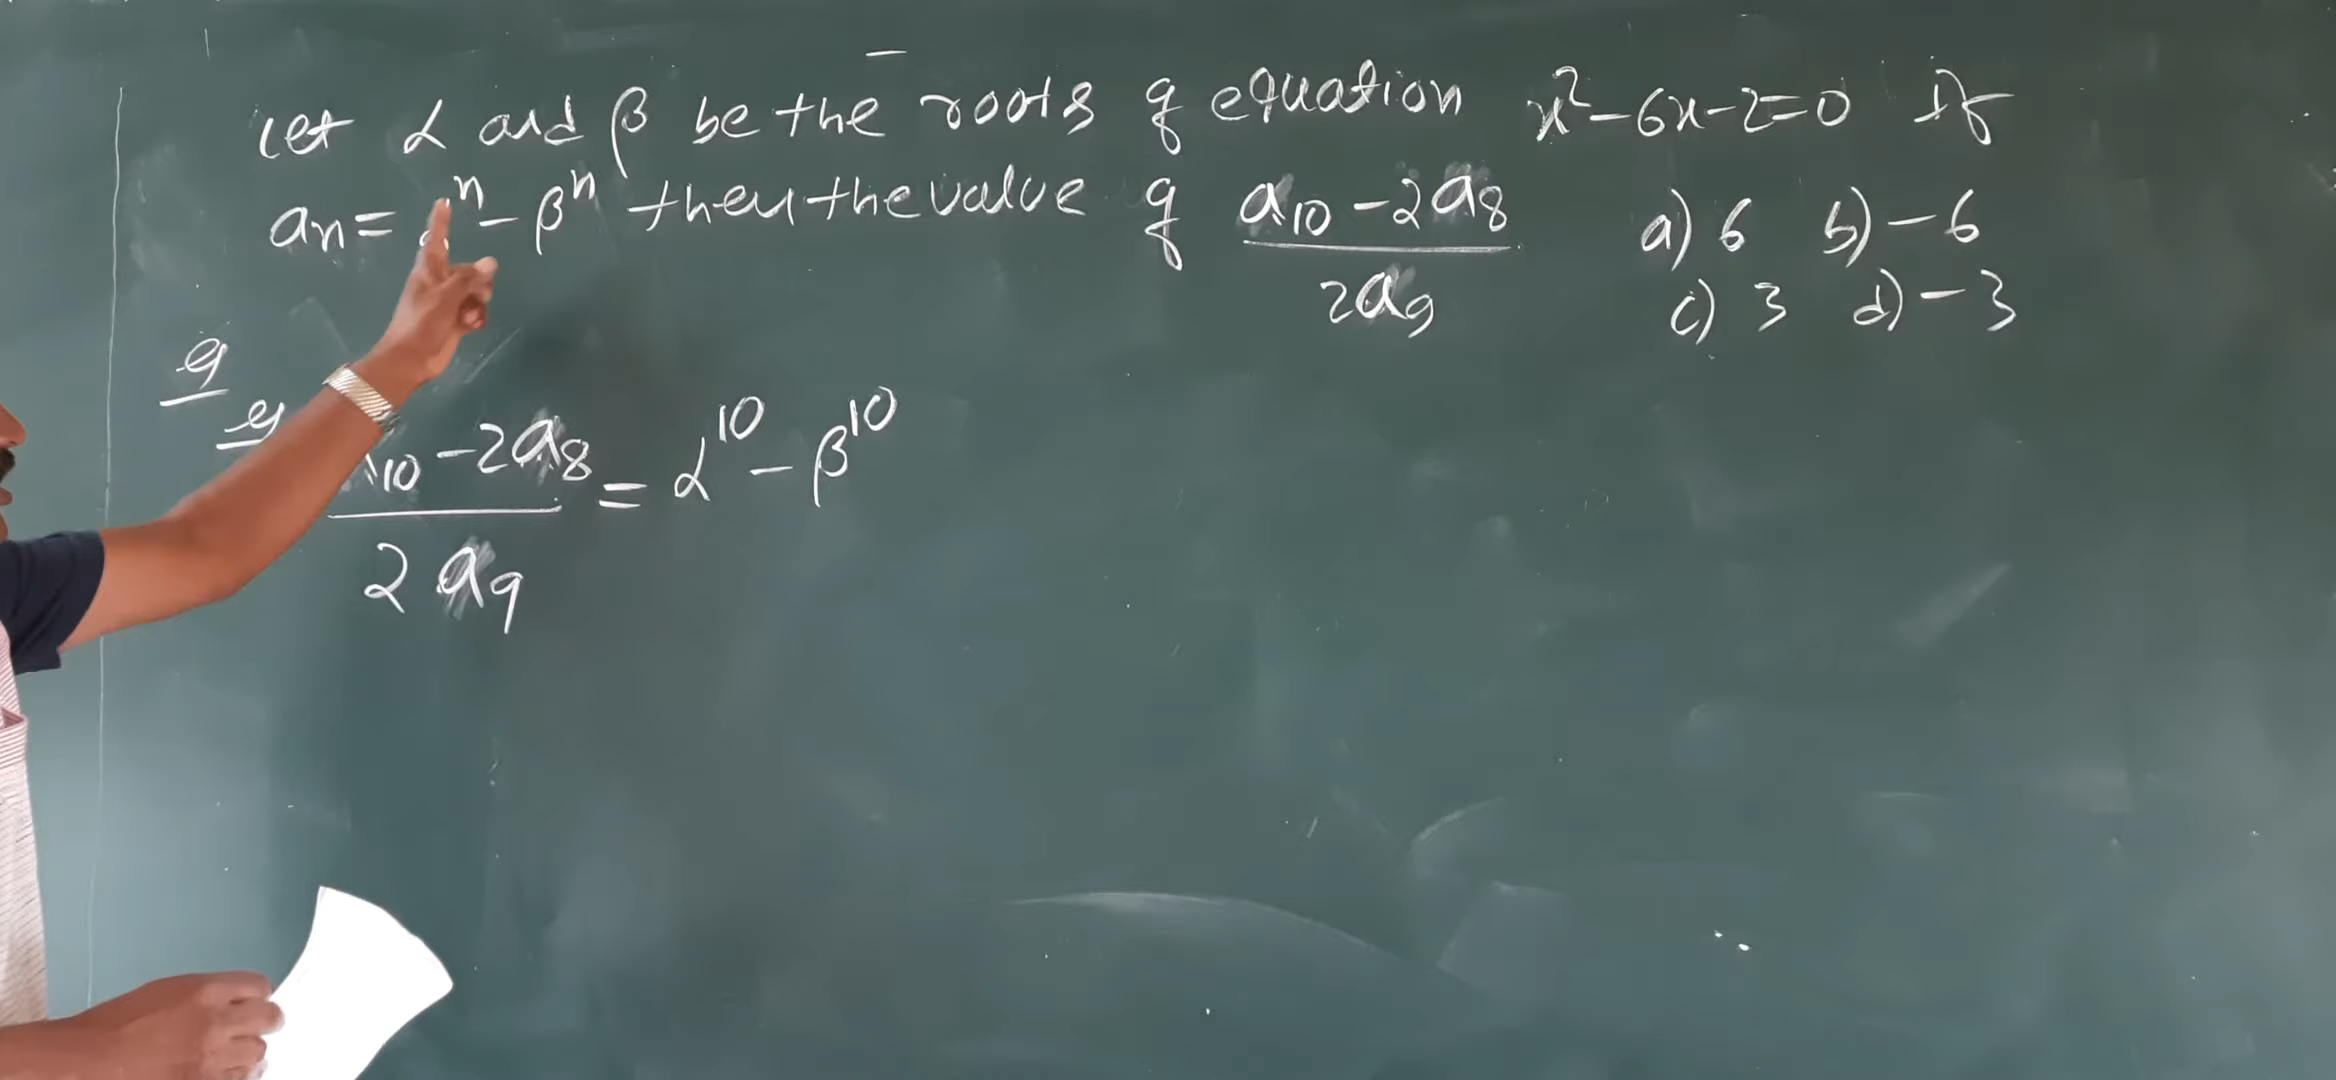 Let α and β be the roots of equation x²-6x-2=0 If
an = αⁿ - βⁿ then the value of (a10 - 2a8)/(2a9) a) 6 b) -6
c) 3 d) -3
(a10 - 2a8)/(2a9) = α¹⁰ - β¹⁰